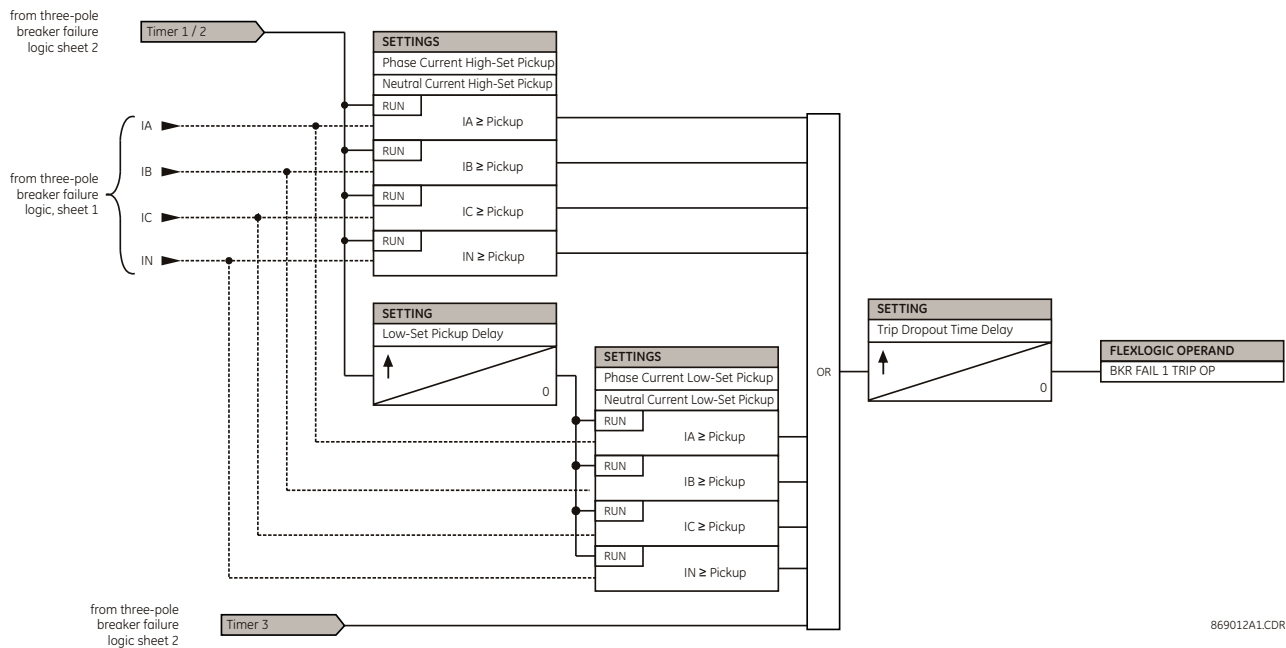 from three-pole
breaker failure
logic sheet 2
Timer 1 / 2
SETTINGS
Phase Current High-Set Pickup
Neutral Current High-Set Pickup
RUN
IA ≥ Pickup
RUN
IB ≥ Pickup
RUN
IC ≥ Pickup
RUN
IN ≥ Pickup
from three-pole
breaker failure
logic, sheet 1
IA
IB
IC
IN
SETTING
Low-Set Pickup Delay
0
SETTINGS
Phase Current Low-Set Pickup
Neutral Current Low-Set Pickup
RUN
IA ≥ Pickup
RUN
IB ≥ Pickup
RUN
IC ≥ Pickup
RUN
IN ≥ Pickup
OR
SETTING
Trip Dropout Time Delay
0
FLEXLOGIC OPERAND
BKR FAIL 1 TRIP OP
from three-pole
breaker failure
logic sheet 2
Timer 3
869012A1.CDR